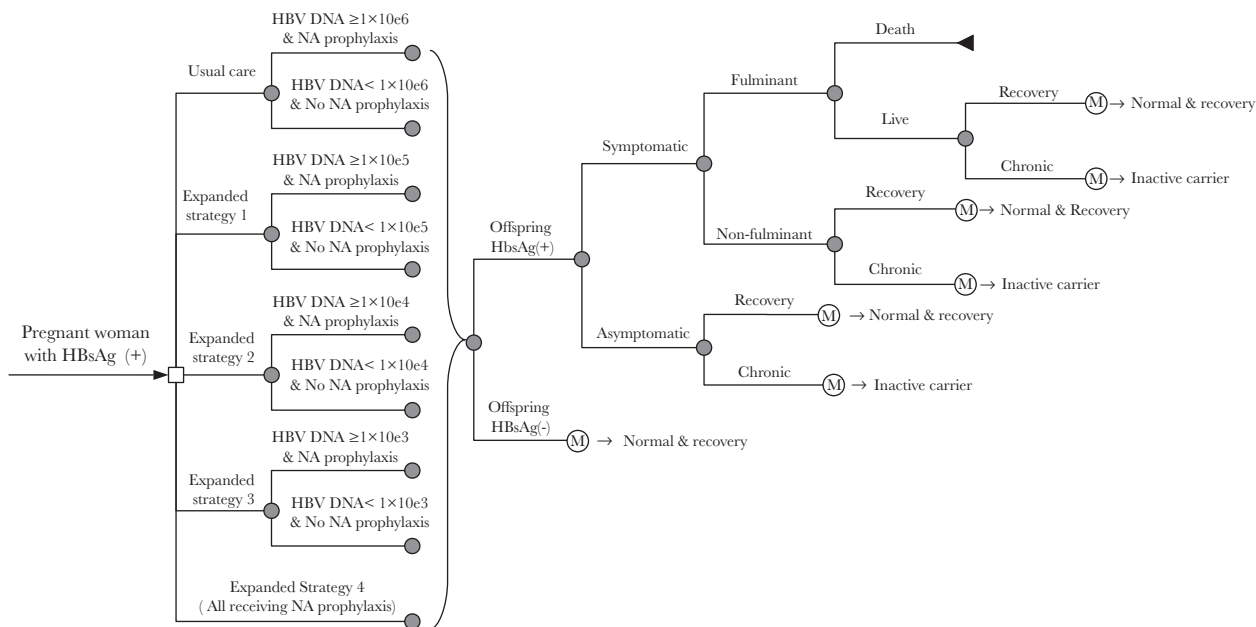 Pregnant woman
with HBsAg (+)
Usual care
HBV DNA ≥1×10e6
& NA prophylaxis
HBV DNA< 1×10e6
& No NA prophylaxis
Expanded
strategy 1
HBV DNA ≥1×10e5
& NA prophylaxis
HBV DNA< 1×10e5
& No NA prophylaxis
Expanded
strategy 2
HBV DNA ≥1×10e4
& NA prophylaxis
HBV DNA< 1×10e4
& No NA prophylaxis
Expanded
strategy 3
HBV DNA ≥1×10e3
& NA prophylaxis
HBV DNA< 1×10e3
& No NA prophylaxis
Expanded Strategy 4
( All receiving NA prophylaxis)
Offspring
HbsAg(+)
Symptomatic
Fulminant
Death
Live
Recovery
M → Normal & recovery
Chronic
M → Inactive carrier
Non-fulminant
Recovery
M → Normal & Recovery
Chronic
M → Inactive carrier
Asymptomatic
Recovery
M → Normal & recovery
Chronic
M → Inactive carrier
Offspring
HBsAg(-)
M → Normal & recovery